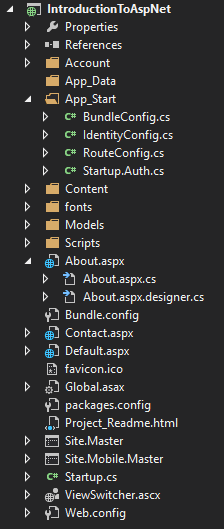 IntroductionToAspNet
Properties
References
Account
App_Data
App_Start
C# BundleConfig.cs
C# IdentityConfig.cs
C# RouteConfig.cs
C# Startup.Auth.cs
Content
fonts
Models
Scripts
About.aspx
About.aspx.cs
About.aspx.designer.cs
Bundle.config
Contact.aspx
Default.aspx
favicon.ico
Global.asax
packages.config
Project_Readme.html
Site.Master
Site.Mobile.Master
C# Startup.cs
ViewSwitcher.ascx
Web.config